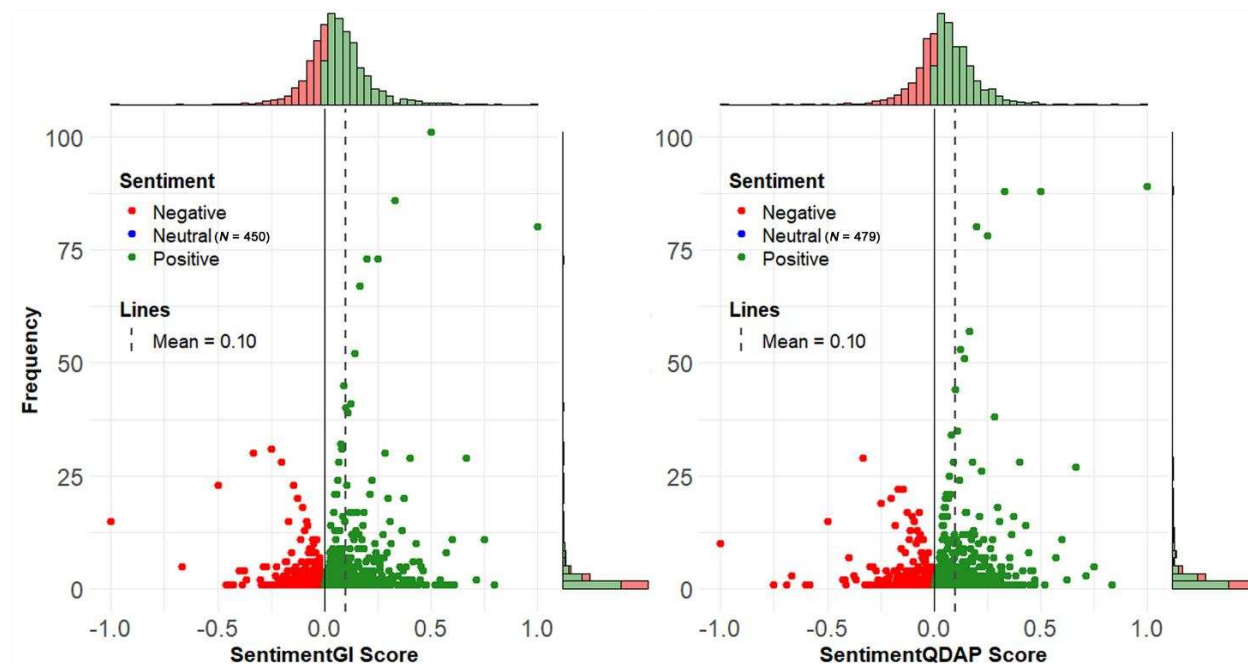 100
75
50
25
0
Frequency
Sentiment
Negative
Neutral (N = 450)
Positive
Lines
Mean = 0.10
-1.0 -0.5 0.0 0.5 1.0
SentimentGI Score
100
75
50
25
0
Sentiment
Negative
Neutral (N = 479)
Positive
Lines
Mean = 0.10
-1.0 -0.5 0.0 0.5 1.0
SentimentQDAP Score